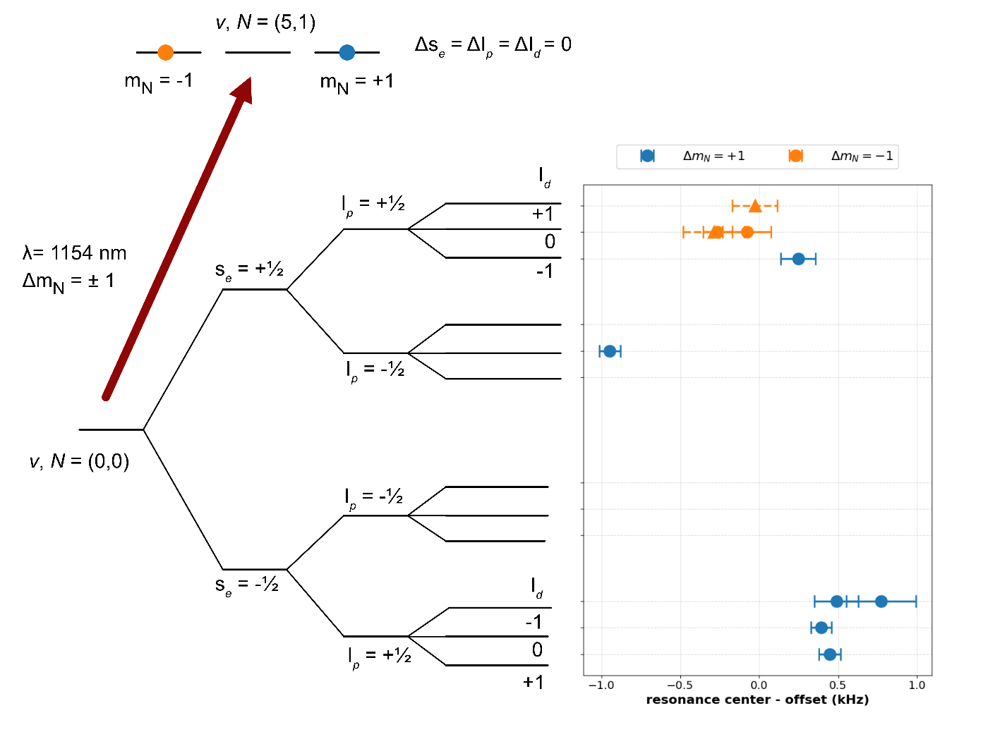 v, N = (5,1)
Δs_e = ΔI_p = ΔI_d = 0
m_N = -1
m_N = +1
Δm_N = +1
Δm_N = −1
I_d
I_p = +½
+1
0
-1
λ= 1154 nm
Δm_N = ± 1
s_e = +½
I_p = -½
v, N = (0,0)
I_p = -½
s_e = -½
I_d
-1
0
I_p = +½
+1
−1.0
−0.5
0.0
0.5
1.0
resonance center - offset (kHz)